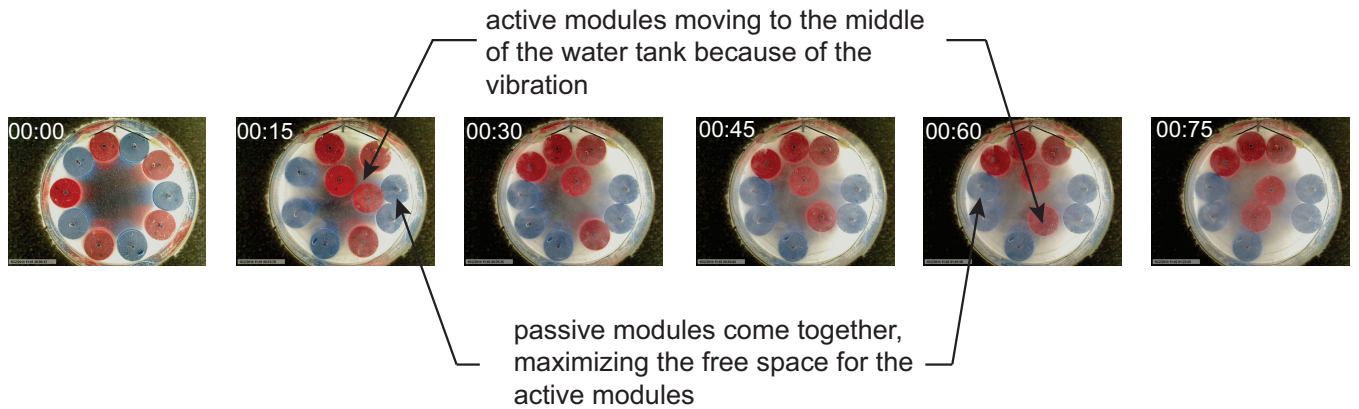 active modules moving to the middle
of the water tank because of the
vibration
00:00
00:15
00:30
00:45
00:60
00:75
passive modules come together,
maximizing the free space for the
active modules